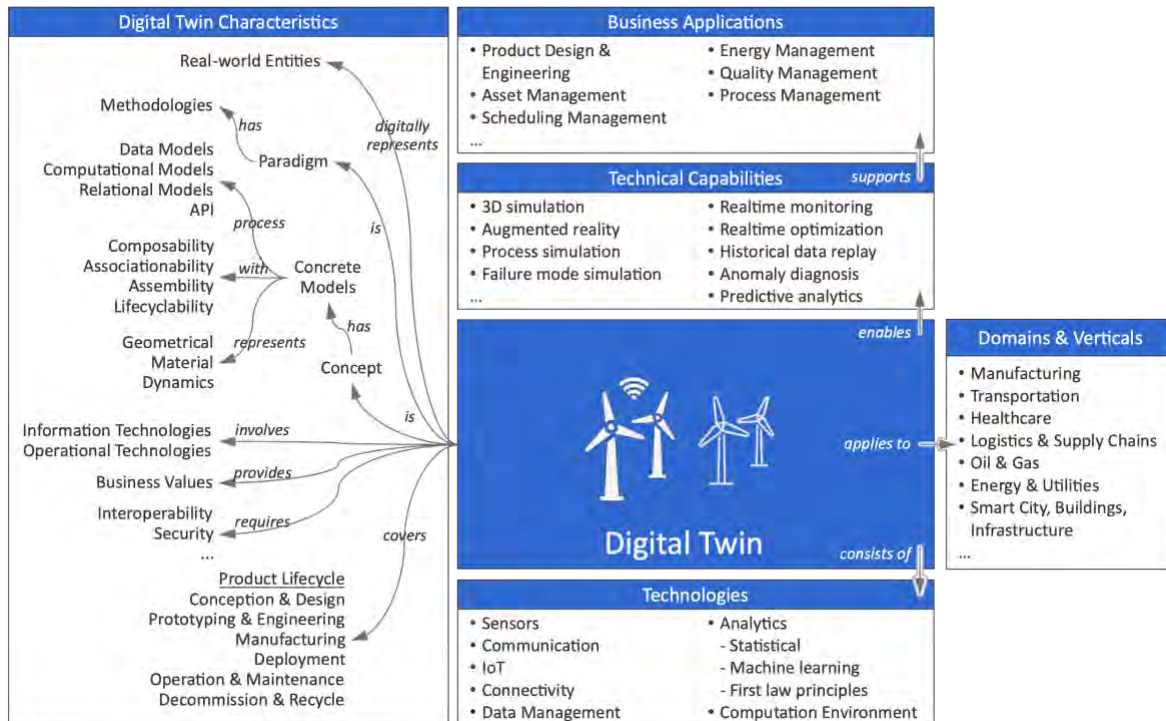 Digital Twin Characteristics
Real-world Entities
Methodologies
has
digitally
represents
Data Models
Computational Models
Relational Models
API
Paradigm
process
is
Composability
Associationability
Assembility
Lifecyclability
with
Concrete
Models
has
Geometrical
Material
Dynamics
represents
Concept
is
Information Technologies
Operational Technologies
involves
Business Values
provides
Interoperability
Security
...
requires
covers
Product Lifecycle
Conception & Design
Prototyping & Engineering
Manufacturing
Deployment
Operation & Maintenance
Decommission & Recycle
Business Applications
• Product Design &
Engineering
• Asset Management
• Scheduling Management
...
• Energy Management
• Quality Management
• Process Management
supports
Technical Capabilities
• 3D simulation
• Augmented reality
• Process simulation
• Failure mode simulation
...
• Realtime monitoring
• Realtime optimization
• Historical data replay
• Anomaly diagnosis
• Predictive analytics
enables
applies to
Digital Twin
consists of
Domains & Verticals
• Manufacturing
• Transportation
• Healthcare
• Logistics & Supply Chains
• Oil & Gas
• Energy & Utilities
• Smart City, Buildings,
Infrastructure
...
Technologies
• Sensors
• Communication
• IoT
• Connectivity
• Data Management
• Analytics
- Statistical
- Machine learning
- First law principles
• Computation Environment